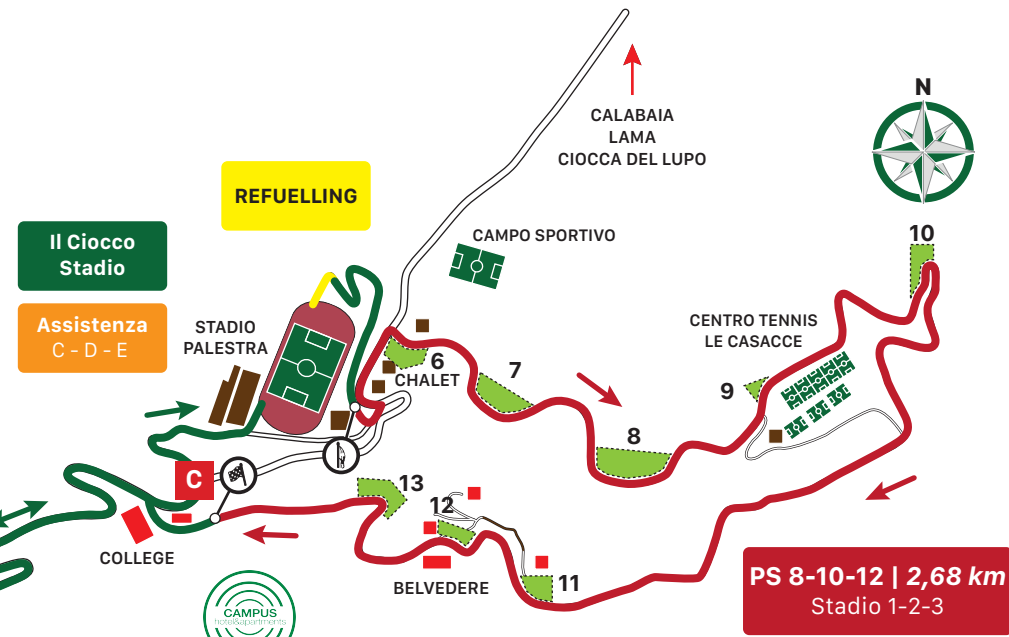 CALABAIA
LAMA
CIOCCA DEL LUPO
N
REFUELLING
Il Ciocco
Stadio
CAMPO SPORTIVO
10
Assistenza
C - D - E
STADIO
PALESTRA
CENTRO TENNIS
LE CASACCE
6
CHALET
7
9
8
C
13
12
COLLEGE
BELVEDERE
11
PS 8-10-12 | 2,68 km
Stadio 1-2-3
CAMPUS
hotel&apartments